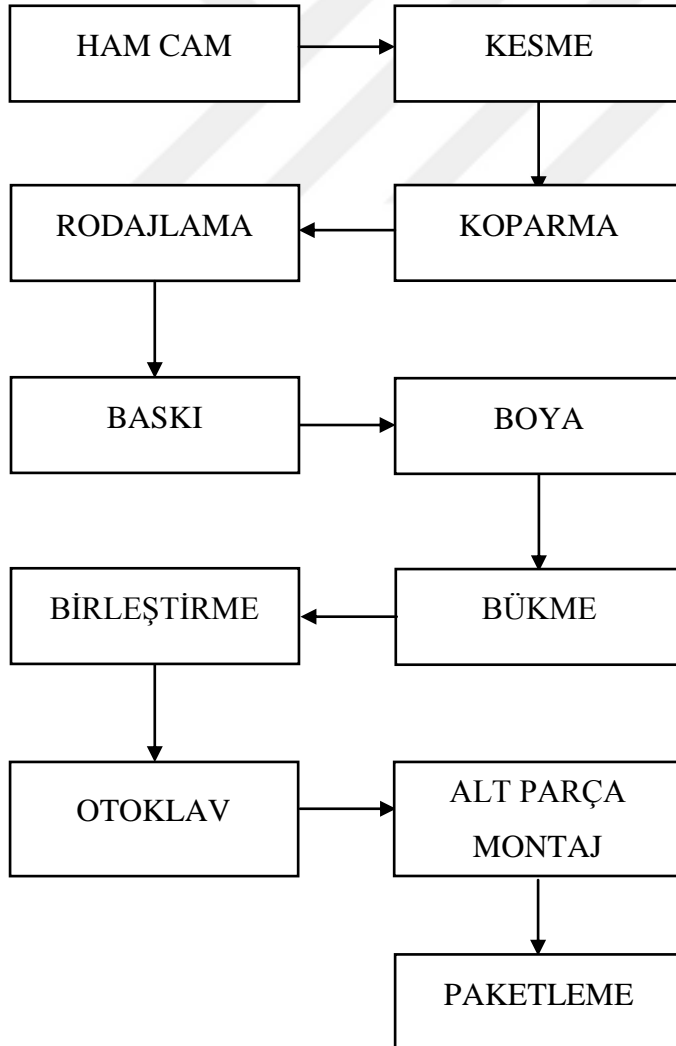 HAM CAM
KESME
KOPARMA
RODAJLAMA
BASKI
BOYA
BÜKME
BİRLEŞTİRME
OTOKLAV
ALT PARÇA
MONTAJ
PAKETLEME